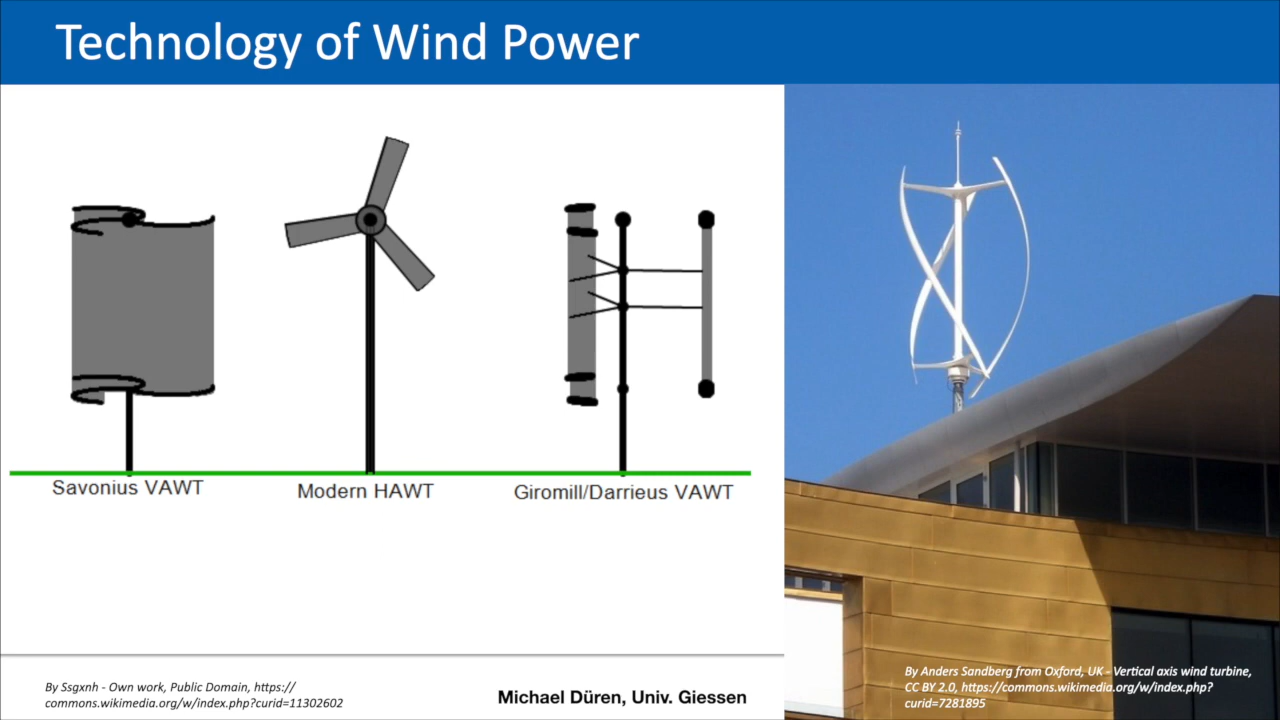 Technology of Wind Power
Savonius VAWT
Modern HAWT
Giromill/Darrieus VAWT
By Ssgxnh - Own work, Public Domain, https://
commons.wikimedia.org/w/index.php?curid=11302602
Michael Düren, Univ. Giessen
By Anders Sandberg from Oxford, UK - Vertical axis wind turbine,
CC BY 2.0, https://commons.wikimedia.org/w/index.php?
curid=7281895